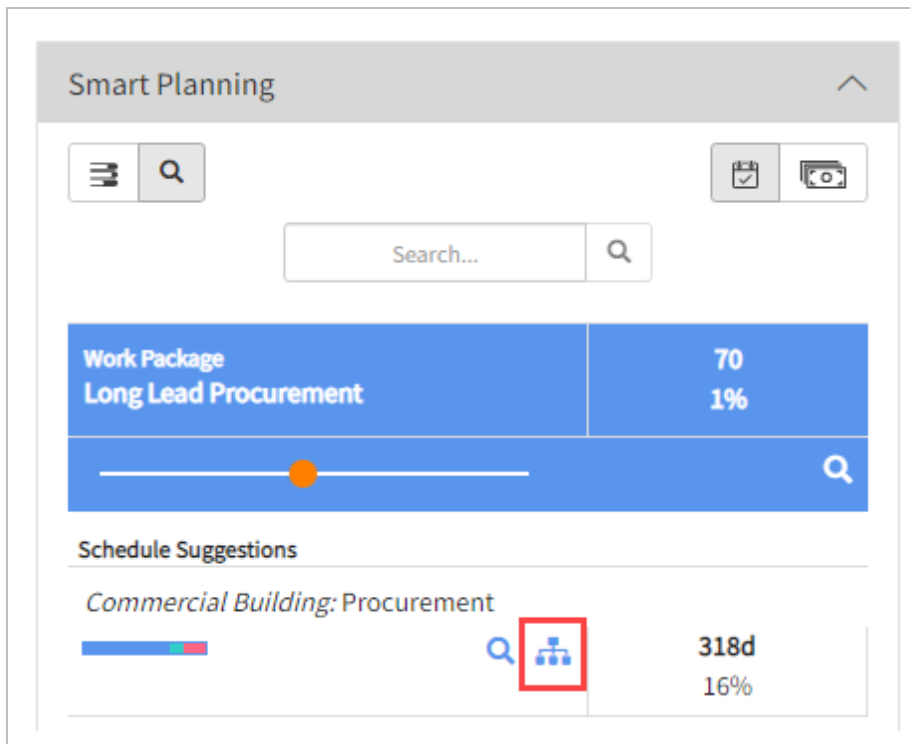 Smart Planning
Search...
Work Package
Long Lead Procurement
70
1%
Schedule Suggestions
Commercial Building: Procurement
318d
16%